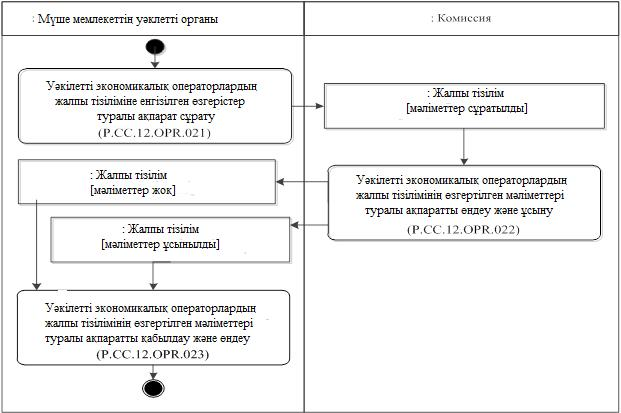 : Мүше мемлекеттің уәклетті органы
: Комиссия
Уәкілетті экономикалық операторлардың
жалпы тізіліміне енгізілген өзгерістер
туралы ақпарат сұрату
(P.CC.12.OPR.021)
: Жалпы тізілім
[мәліметтер сұратылды]
: Жалпы тізілім
[мәліметтер жоқ]
Уәкілетті экономикалық операторлардың
жалпы тізілімінің өзгертілген мәліметтері
туралы ақпаратты өңдеу және ұсыну
(P.CC.12.OPR.022)
: Жалпы тізілім
[мәліметтер ұсынылды]
Уәкілетті экономикалық операторлардың
жалпы тізілімінің өзгертілген мәліметтері
туралы ақпаратты қабылдау және өңдеу
(P.CC.12.OPR.023)